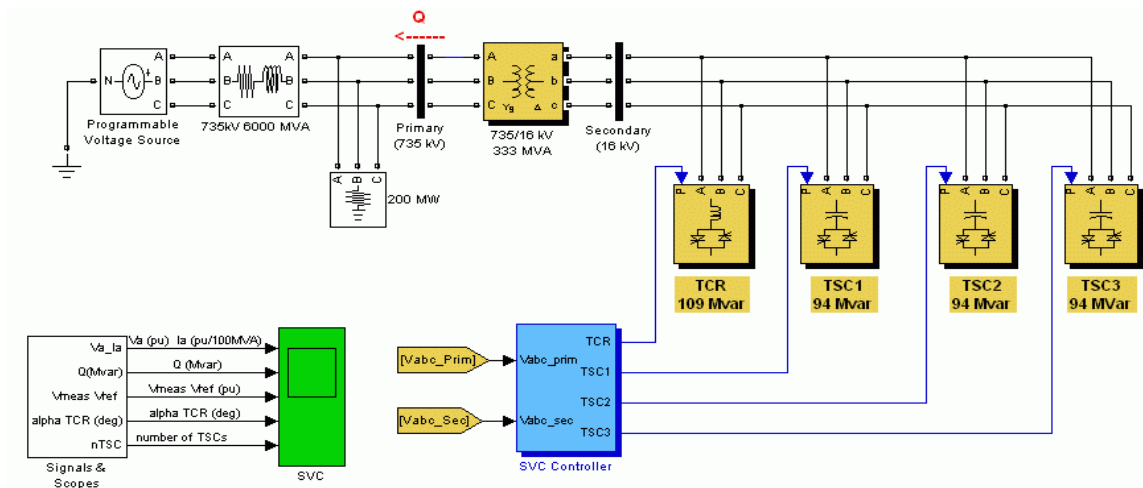 Q
<------
N
A
B
C
A
B
C
A
B
C
Programmable
Voltage Source
735kV 6000 MVA
A B C
200 MW
Primary
(735 kV)
A
B
C
Yg
a
b
c
Δ
735/16 kV
333 MVA
Secondary
(16 kV)
P A B C
TCR
109 Mvar
P A B C
TSC1
94 Mvar
P A B C
TSC2
94 Mvar
P A B C
TSC3
94 MVar
Va_Ia
Q(Mvar)
Vmeas Vref
alpha TCR (deg)
nTSC
Signals &
Scopes
Va (pu) Ia (pu/100MVA)
Q (Mvar)
Vmeas Vref (pu)
alpha TCR (deg)
number of TSCs
SVC
[Vabc_Prim]
[Vabc_Sec]
Vabc_prim
Vabc_sec
TCR
TSC1
TSC2
TSC3
SVC Controller